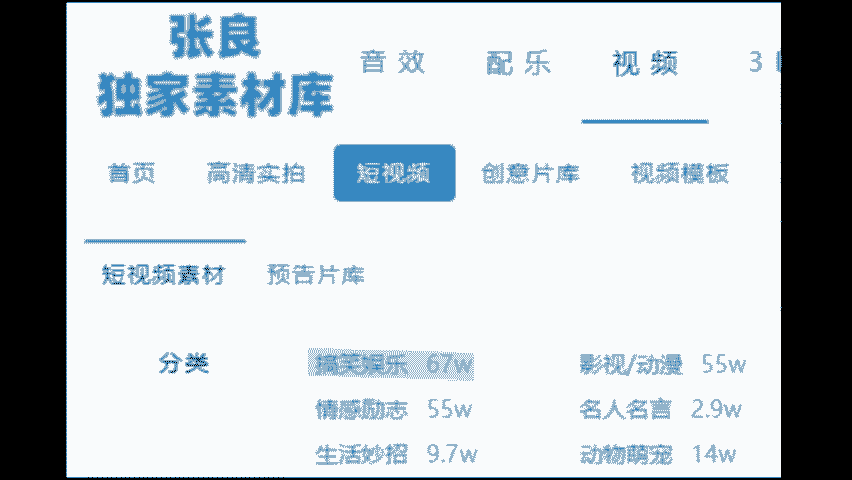 张良
独家素材库
音效 配乐 视频 3
首页 高清实拍 短视频 创意片库 视频模板
短视频素材 预告片库
分类 搞笑娱乐 67w 影视/动漫 55w
情感励志 55w 名人名言 2.9w
生活妙招 9.7w 动物萌宠 14w